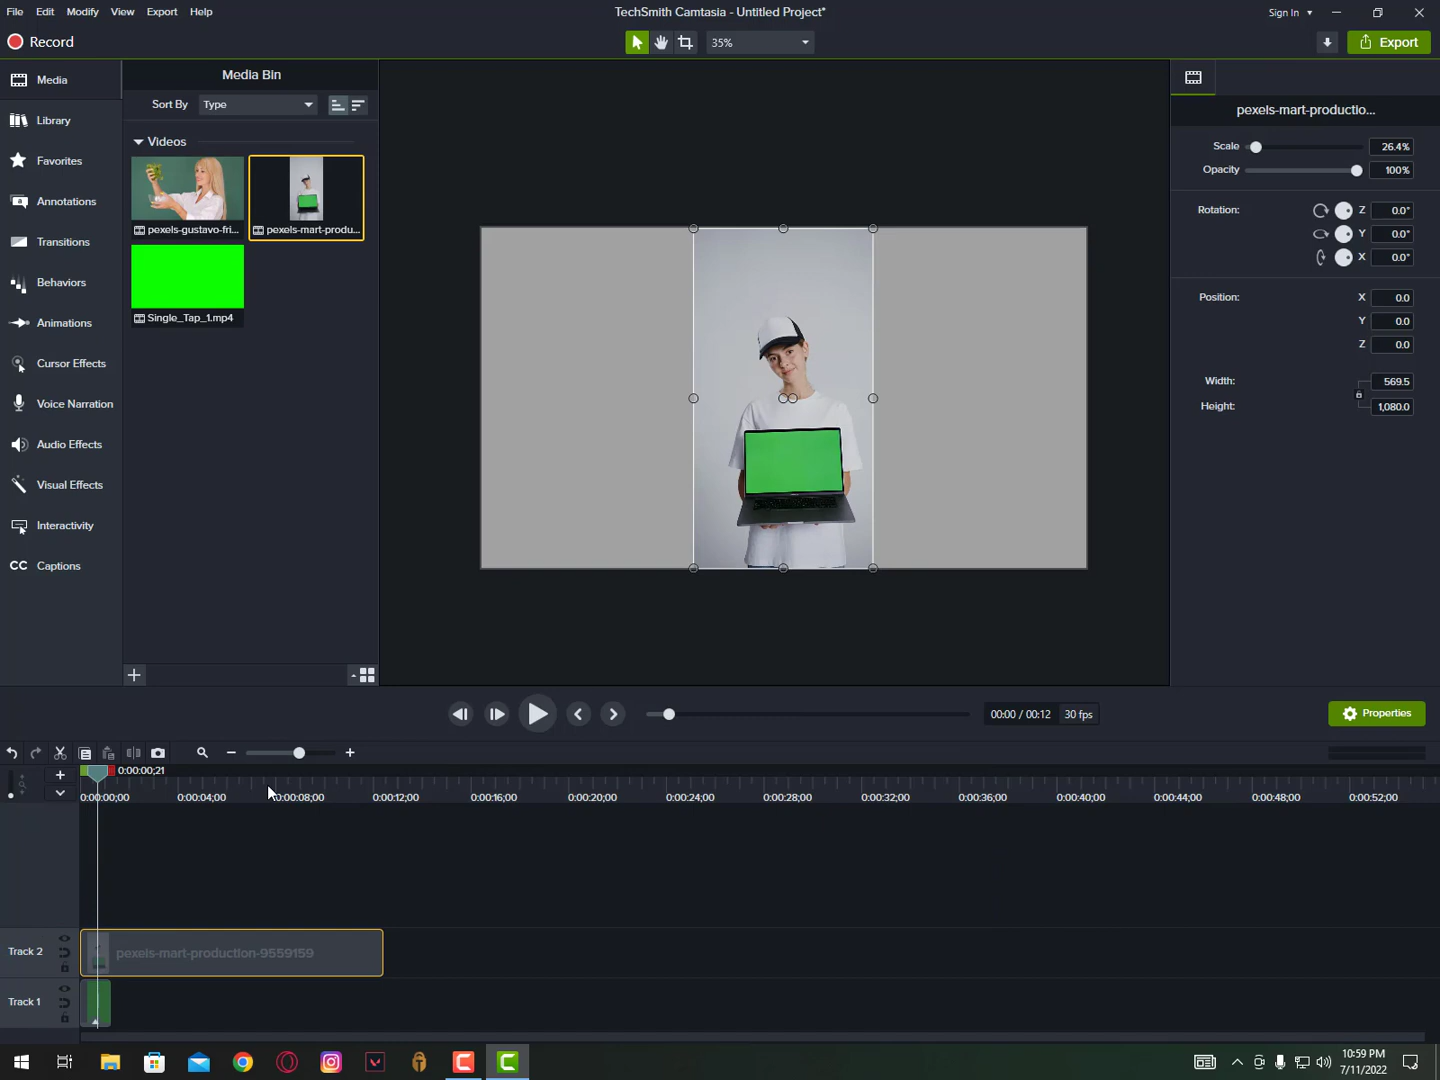 File Edit Modify View Export Help
TechSmith Camtasia - Untitled Project*
Sign In
Record
35%
Export
Media
Library
Favorites
Annotations
Transitions
Behaviors
Animations
Cursor Effects
Voice Narration
Audio Effects
Visual Effects
Interactivity
CC Captions
Media Bin
Sort By Type
Videos
pexels-gustavo-fri...
pexels-mart-produ...
Single_Tap_1.mp4
pexels-mart-productio...
Scale 26.4%
Opacity 100%
Rotation: Z 0.0°
Y 0.0°
X 0.0°
Position: X 0.0
Y 0.0
Z 0.0
Width: 569.5
Height: 1,080.0
00:00 / 00:12 30 fps
Properties
0:00:00;21
0:00:00;00 0:00:04;00 0:00:08;00 0:00:12;00 0:00:16;00 0:00:20;00 0:00:24;00 0:00:28;00 0:00:32;00 0:00:36;00 0:00:40;00 0:00:44;00 0:00:48;00 0:00:52;00
Track 2 pexels-mart-production-9559159
Track 1
10:59 PM
7/11/2022